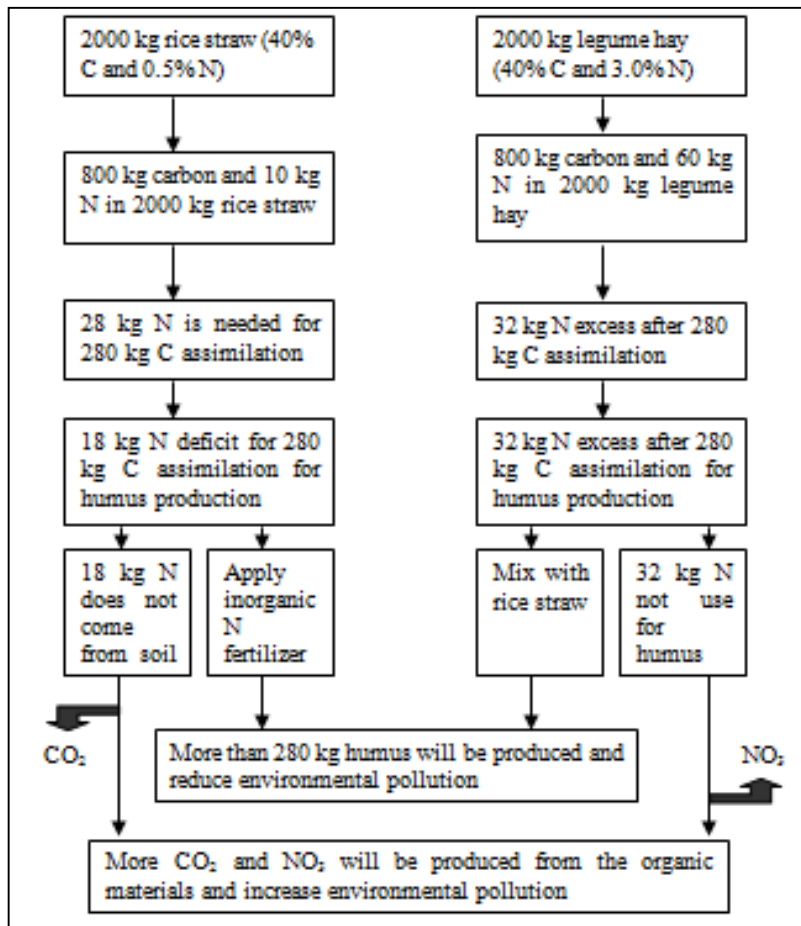 2000 kg rice straw (40%
C and 0.5% N)
2000 kg legume hay
(40% C and 3.0% N)
800 kg carbon and 10 kg
N in 2000 kg rice straw
800 kg carbon and 60 kg
N in 2000 kg legume
hay
28 kg N is needed for
280 kg C assimilation
32 kg N excess after 280
kg C assimilation
18 kg N deficit for 280
kg C assimilation for
humus production
32 kg N excess after 280
kg C assimilation for
humus production
18 kg N
does not
come
from soil
Apply
inorganic
N
fertilizer
Mix with
rice straw
32 kg N
not use
for
humus
CO₂
More than 280 kg humus will be produced and
reduce environmental pollution
NO₃
More CO₂ and NO₃ will be produced from the organic
materials and increase environmental pollution